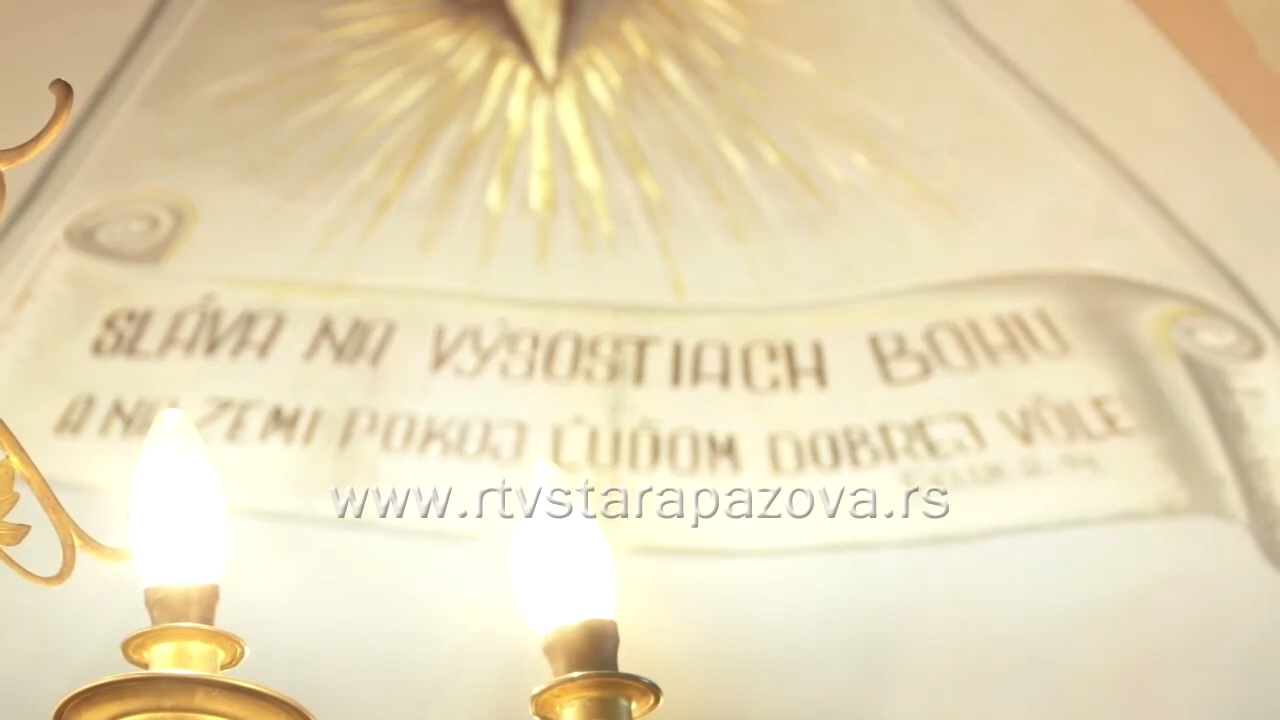 SLÁVA NA VÝSOSTIACH BOHU
A NA ZEMI POKOJ ĽUĎOM DOBREJ VÔLE
www.rtvstarapazova.rs